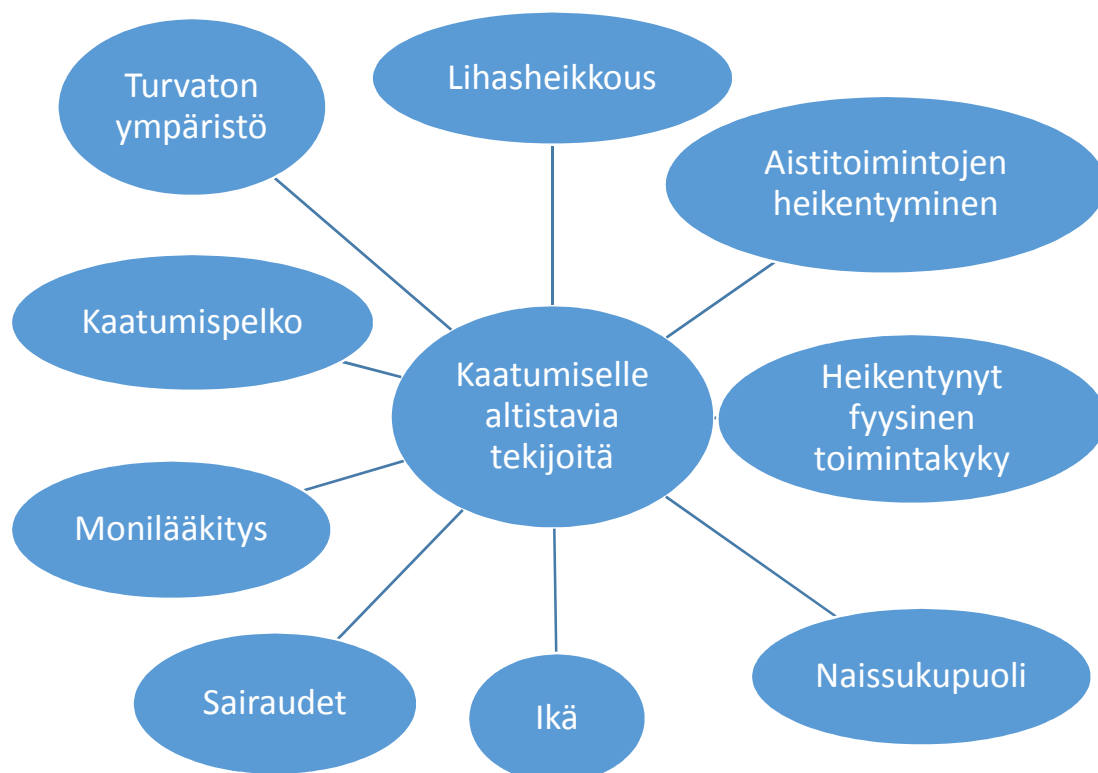 Turvaton
ympäristö
Lihasheikkous
Aistitoimintojen
heikentyminen
Kaatumispelko
Kaatumiselle
altistavia
tekijoitä
Heikentynyt
fyysinen
toimintakyky
Monilääkitys
Sairaudet
Ikä
Naissukupuoli